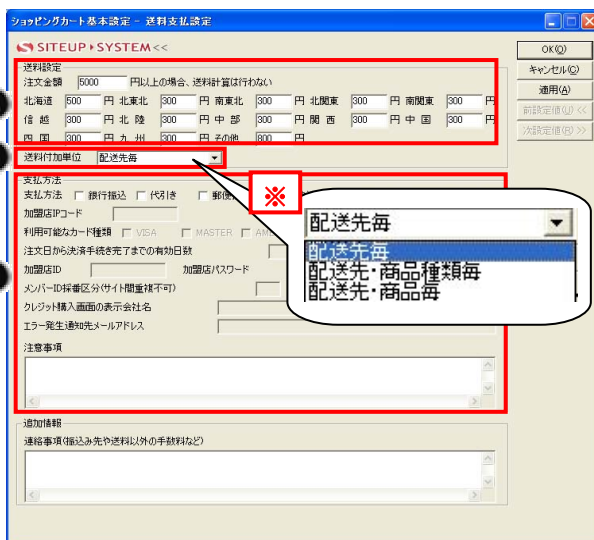 ショッピングカート基本設定 - 送料支払設定
SITEUP SYSTEM<<
OK(O)
キャンセル(C)
適用(A)
前設定値(U) <<
次設定値(R) >>
送料設定
注文金額 5000 円以上の場合、送料計算は行わない
北海道 500 円 北東北 300 円 南東北 300 円 北関東 300 円 南関東 300 円
信 越 300 円 北 陸 300 円 中 部 300 円 関 西 300 円 中 国 300 円
四 国 300 円 九 州 300 円 その他 800 円
送料付加単位 配送先毎
支払方法
支払方法 銀行振込 代引き 郵便
※
加盟店IPコード
利用可能なカード種類 VISA MASTER
注文日から決済手続き完了までの有効日数
加盟店ID 加盟店パスワード
メンバーID採番区分(サイト間重複不可)
クレジット購入画面の表示会社名
エラー発生通知先メールアドレス
注意事項
配送先毎
配送先毎
配送先・商品種類毎
配送先・商品毎
追加情報
連絡事項(振込み先や送料以外の手数料など)